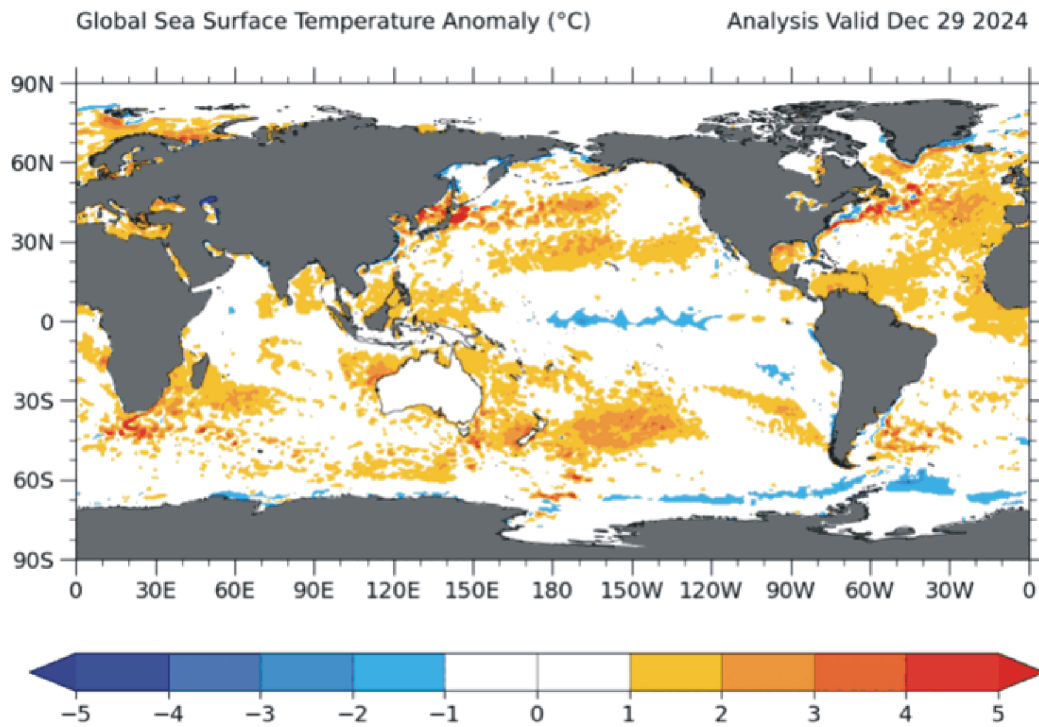 Global Sea Surface Temperature Anomaly (°C) Analysis Valid Dec 29 2024
90N
60N
30N
0
30S
60S
90S
0 30E 60E 90E 120E 150E 180 150W 120W 90W 60W 30W 0
−5 −4 −3 −2 −1 0 1 2 3 4 5